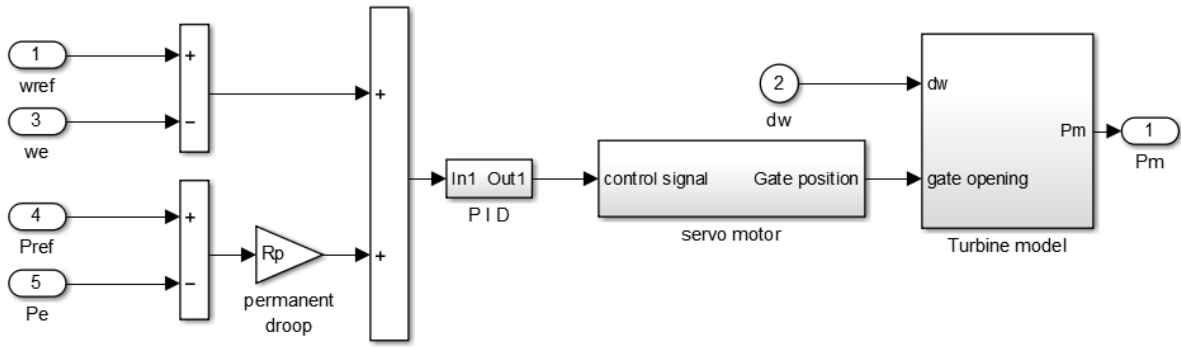 1
wref
+
3
we
−
4
Pref
+
5
Pe
−
Rp
permanent
droop
+
+
In1 Out1
P I D
control signal Gate position
servo motor
2
dw
dw
Pm
gate opening
Turbine model
1
Pm